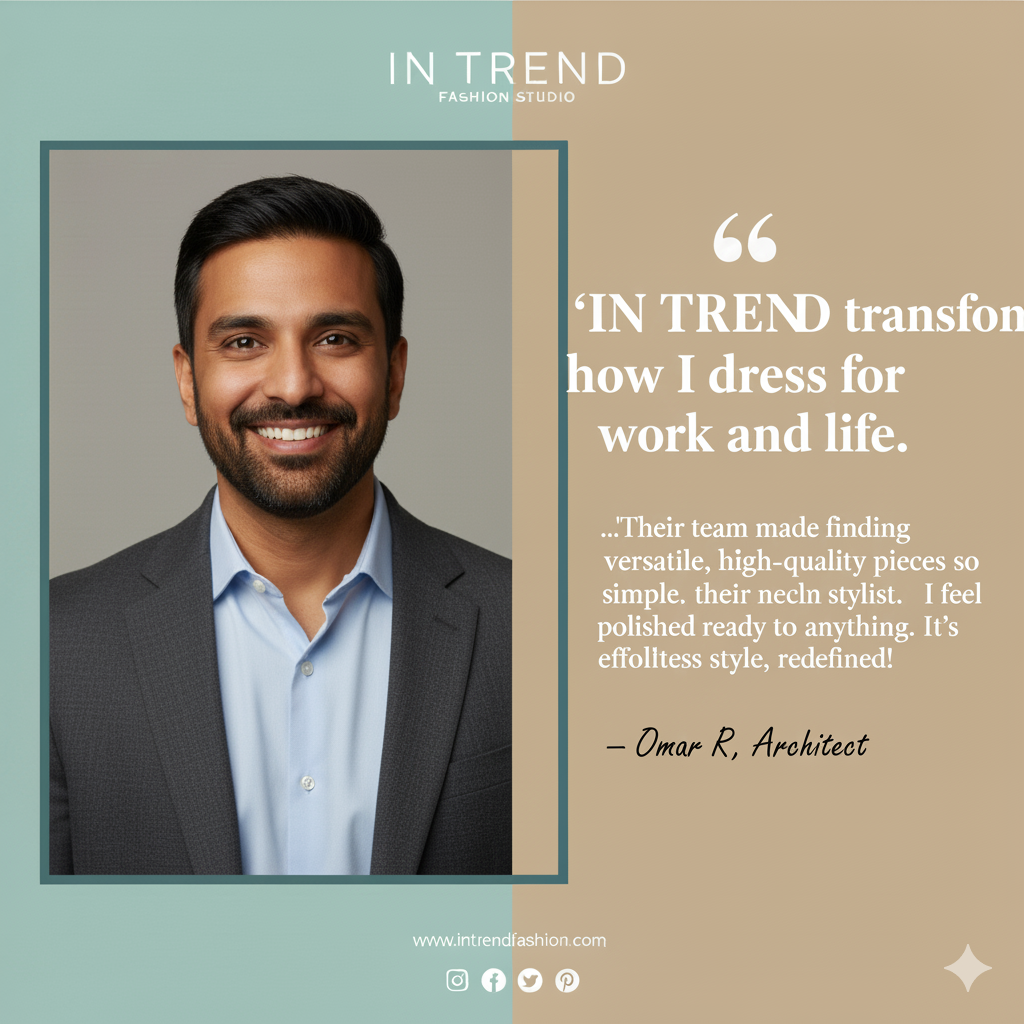 IN TREND
FASHION STUDIO
“
‘IN TREND transfon
how I dress for
work and life.
...'Their team made finding
versatile, high-quality pieces so
simple. their necln stylist. I feel
polished ready to anything. It’s
effolltess style, redefined!
– Omar R, Architect
www.intrendfashion.com